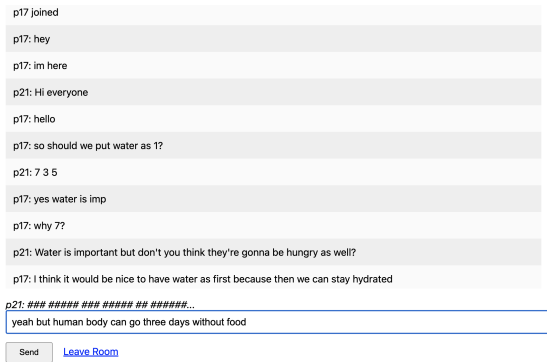 p17 joined
p17: hey
p17: im here
p21: Hi everyone
p17: hello
p17: so should we put water as 1?
p21: 7 3 5
p17: yes water is imp
p17: why 7?
p21: Water is important but don't you think they're gonna be hungry as well?
p17: I think it would be nice to have water as first because then we can stay hydrated
p21: ### ##### ### ##### ## ######...
yeah but human body can go three days without food
Send Leave Room